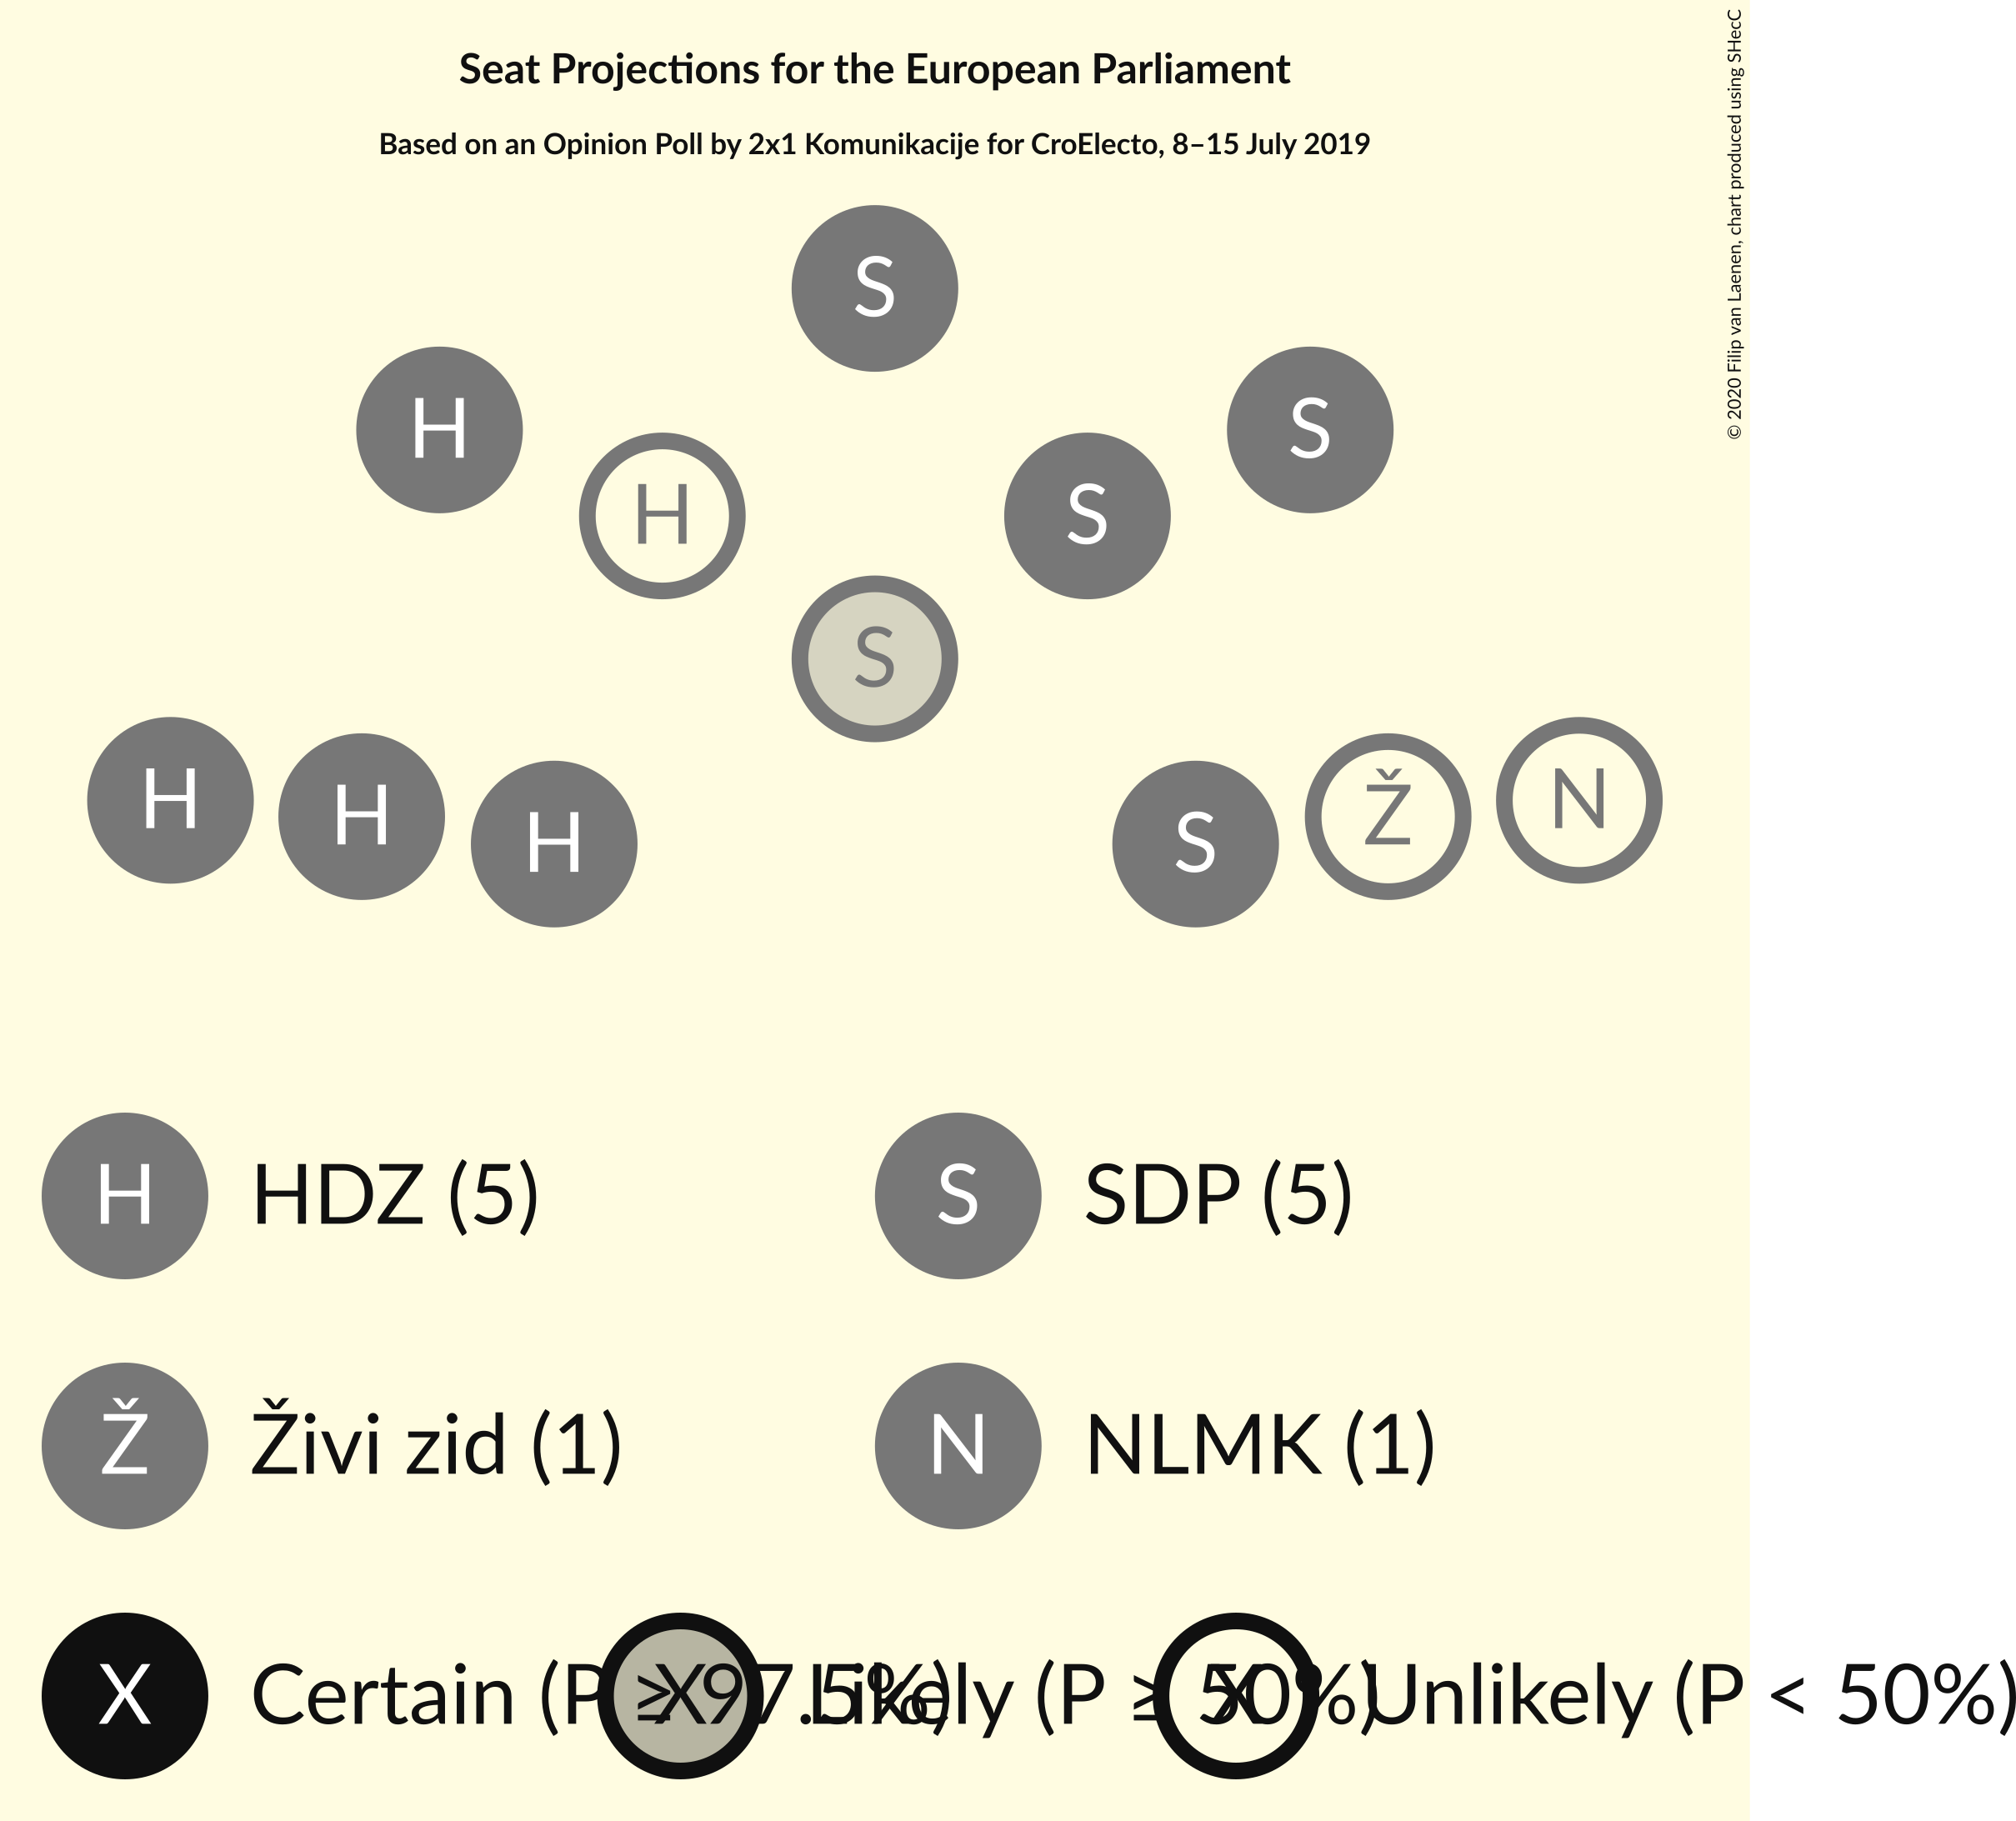 Seat Projections for the European Parliament
Based on an Opinion Poll by 2x1 Komunikacije for CroElecto, 8–15 July 2019
© 2020 Filip van Laenen, chart produced using SHecC
S
H
S
H
S
S
H
H
H
S
Ž
N
H HDZ (5)
S SDP (5)
Ž Živi zid (1)
N NLMK (1)
X Certain (P ≥ 97.5%) X Likely (P ≥ 50%) X Unlikely (P < 50%)